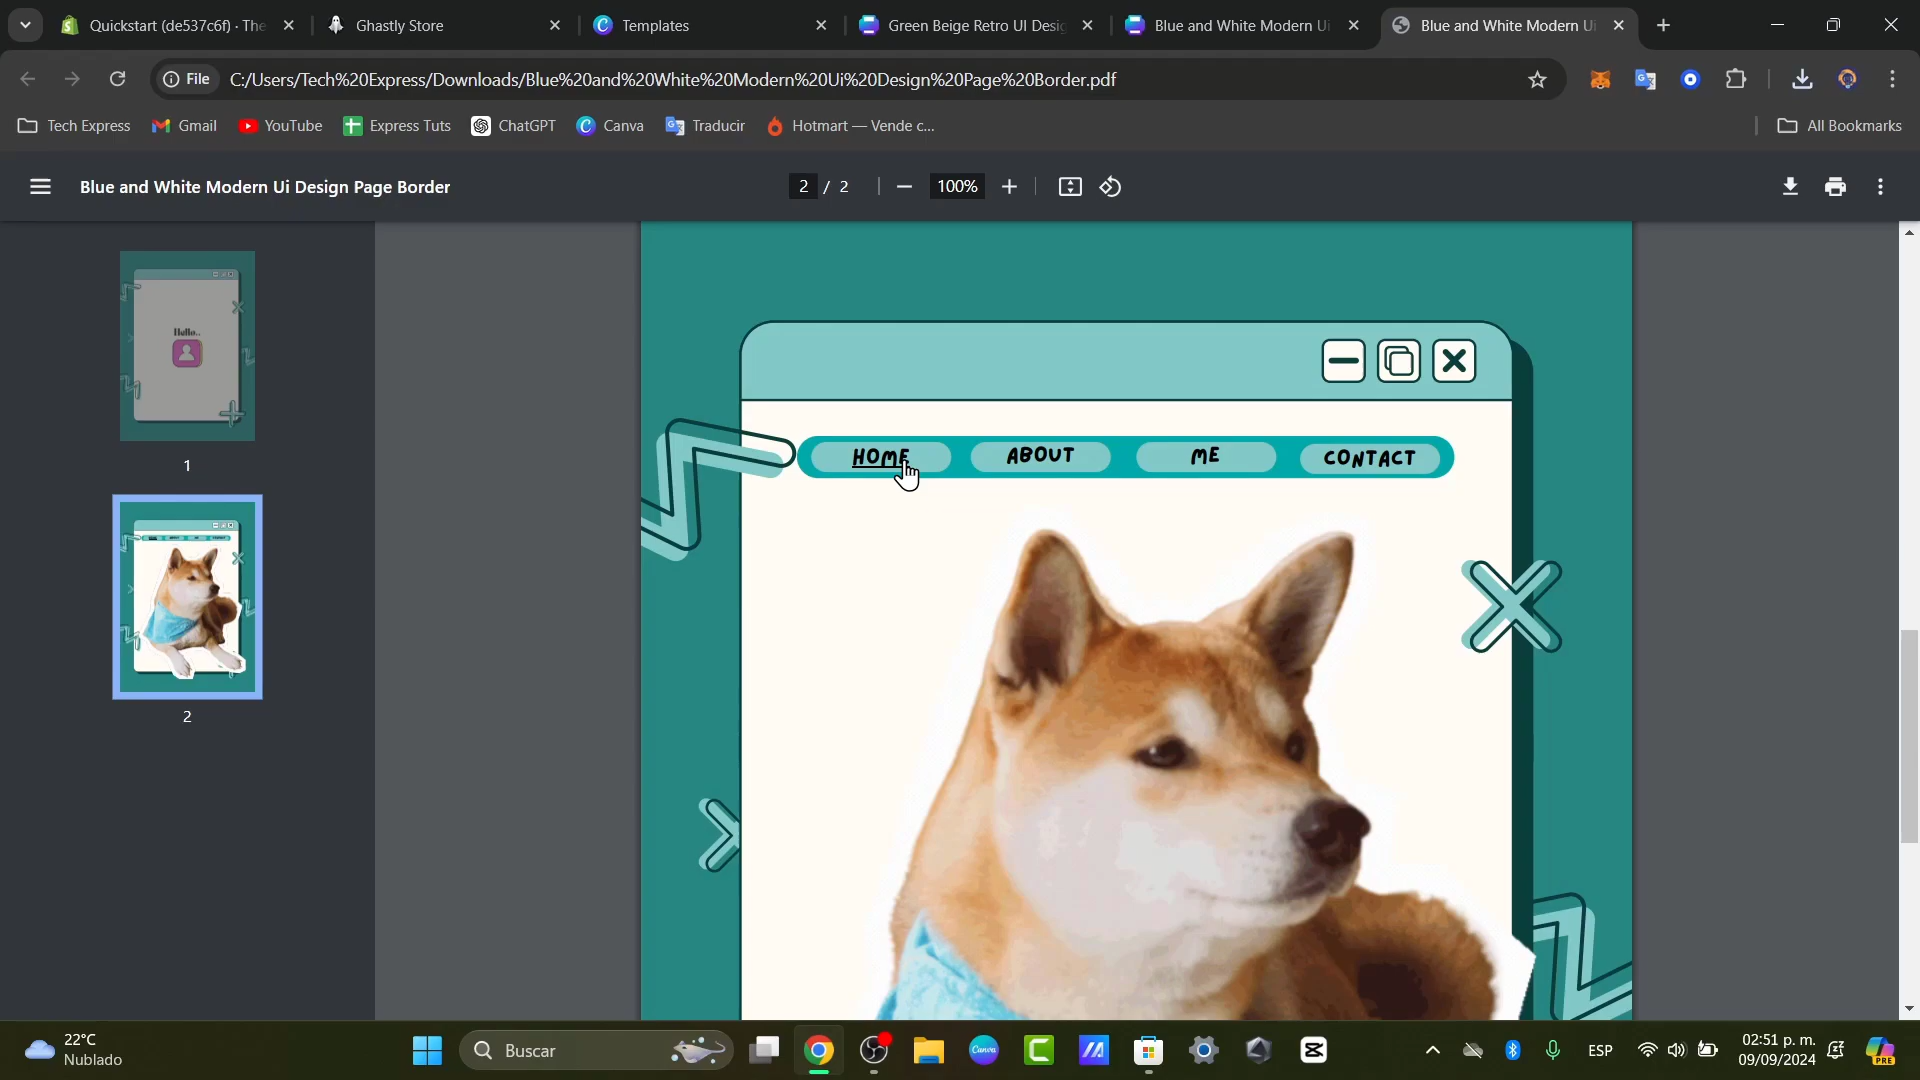 Quickstart (de537c6f) · The
Ghastly Store
Templates
Green Beige Retro UI Desig
Blue and White Modern Ui
Blue and White Modern Ui
File
C:/Users/Tech%20Express/Downloads/Blue%20and%20White%20Modern%20Ui%20Design%20Page%20Border.pdf
Tech Express
Gmail
YouTube
Express Tuts
ChatGPT
Canva
Traducir
Hotmart — Vende c...
All Bookmarks
Blue and White Modern Ui Design Page Border
2 / 2
100%
Hello..
1
2
HOME
ABOUT
ME
CONTACT
22°C
Nublado
Buscar
Canva
ESP
02:51 p. m.
09/09/2024
PRE